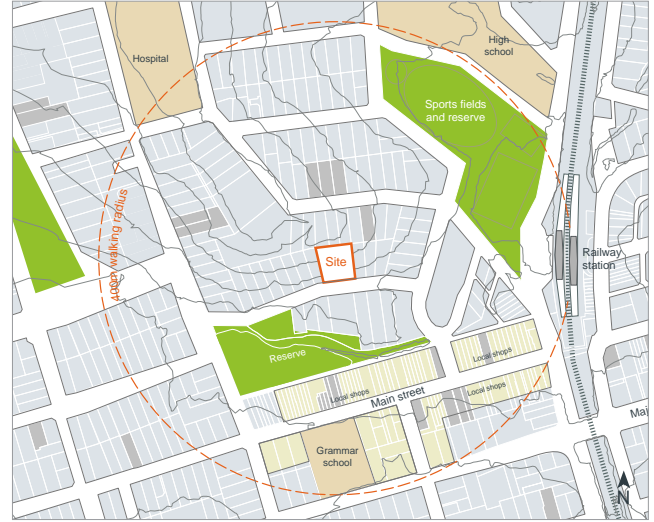 Hospital
High
school
Sports fields
and reserve
400m walking radius
Site
Railway
station
Reserve
Local shops
Local shops
Local shops
Main street
Grammar
school
N